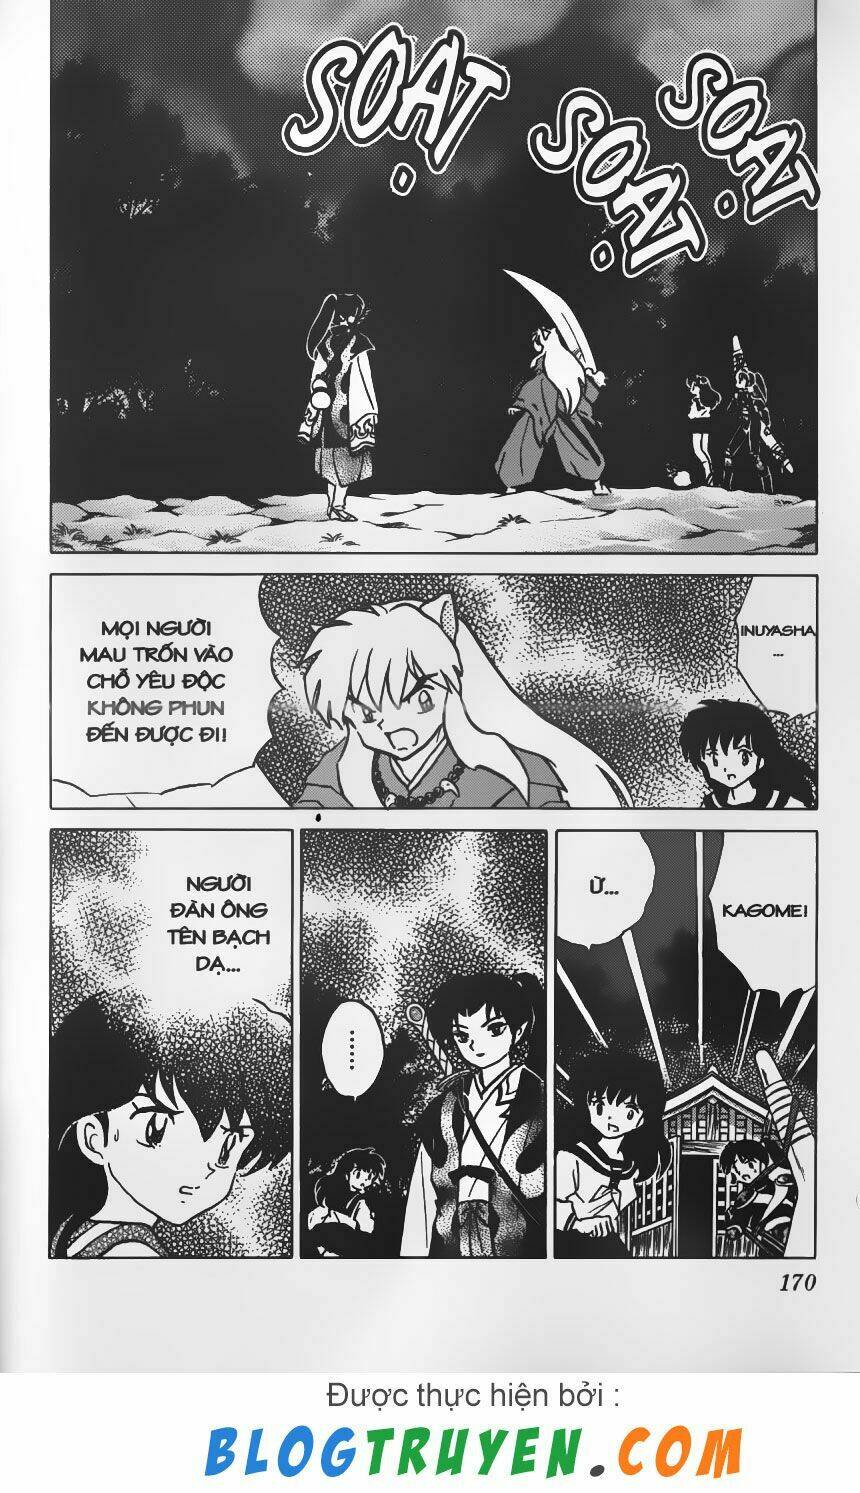 SOẠT
SOẠT
SOẠT
INUYASHA
...
MỌI NGƯỜI
MAU TRỐN VÀO
CHỖ YÊU ĐỘC
KHÔNG PHUN
ĐẾN ĐƯỢC ĐI!
NGƯỜI
ĐÀN ÔNG
TÊN BẠCH
DẠ...
......
Ừ...
KAGOME!
170
Được thực hiện bởi :
BLOGTRUYEN.COM